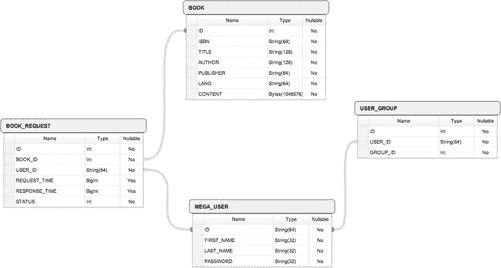 BOOK
Name Type Nullable
ID Int No
ISBN String(64) No
TITLE String(128) No
AUTHOR String(128) No
PUBLISHER String(64) No
LANG String(64) No
CONTENT Bytes(1048576) No
USER_GROUP
Name Type Nullable
ID Int No
USER_ID String(64) No
GROUP_ID Int No
BOOK_REQUEST
Name Type Nullable
ID Int No
BOOK_ID Int No
USER_ID String(64) No
REQUEST_TIME BigInt Yes
RESPONSE_TIME BigInt Yes
STATUS Int No
MEGA_USER
Name Type Nullable
ID String(64) No
FIRST_NAME String(32) No
LAST_NAME String(32) No
PASSWORD String(32) No